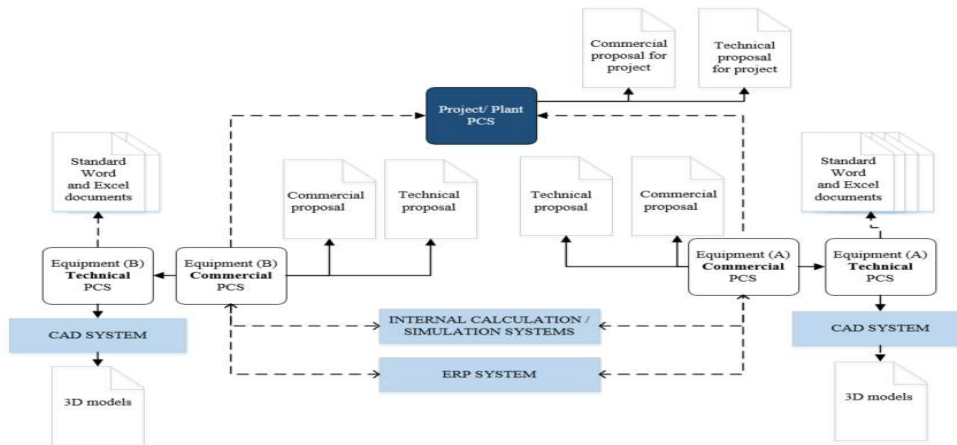 Commercial
proposal for
project
Technical
proposal
for project
Project/ Plant
PCS
Standard
Word
and Excel
documents
Commercial
proposal
Technical
proposal
Technical
proposal
Commercial
proposal
Standard
Word
and Excel
documents
Equipment (B)
Technical
PCS
Equipment (B)
Commercial
PCS
Equipment (A)
Commercial
PCS
Equipment (A)
Technical
PCS
CAD SYSTEM
INTERNAL CALCULATION /
SIMULATION SYSTEMS
CAD SYSTEM
ERP SYSTEM
3D models
3D models